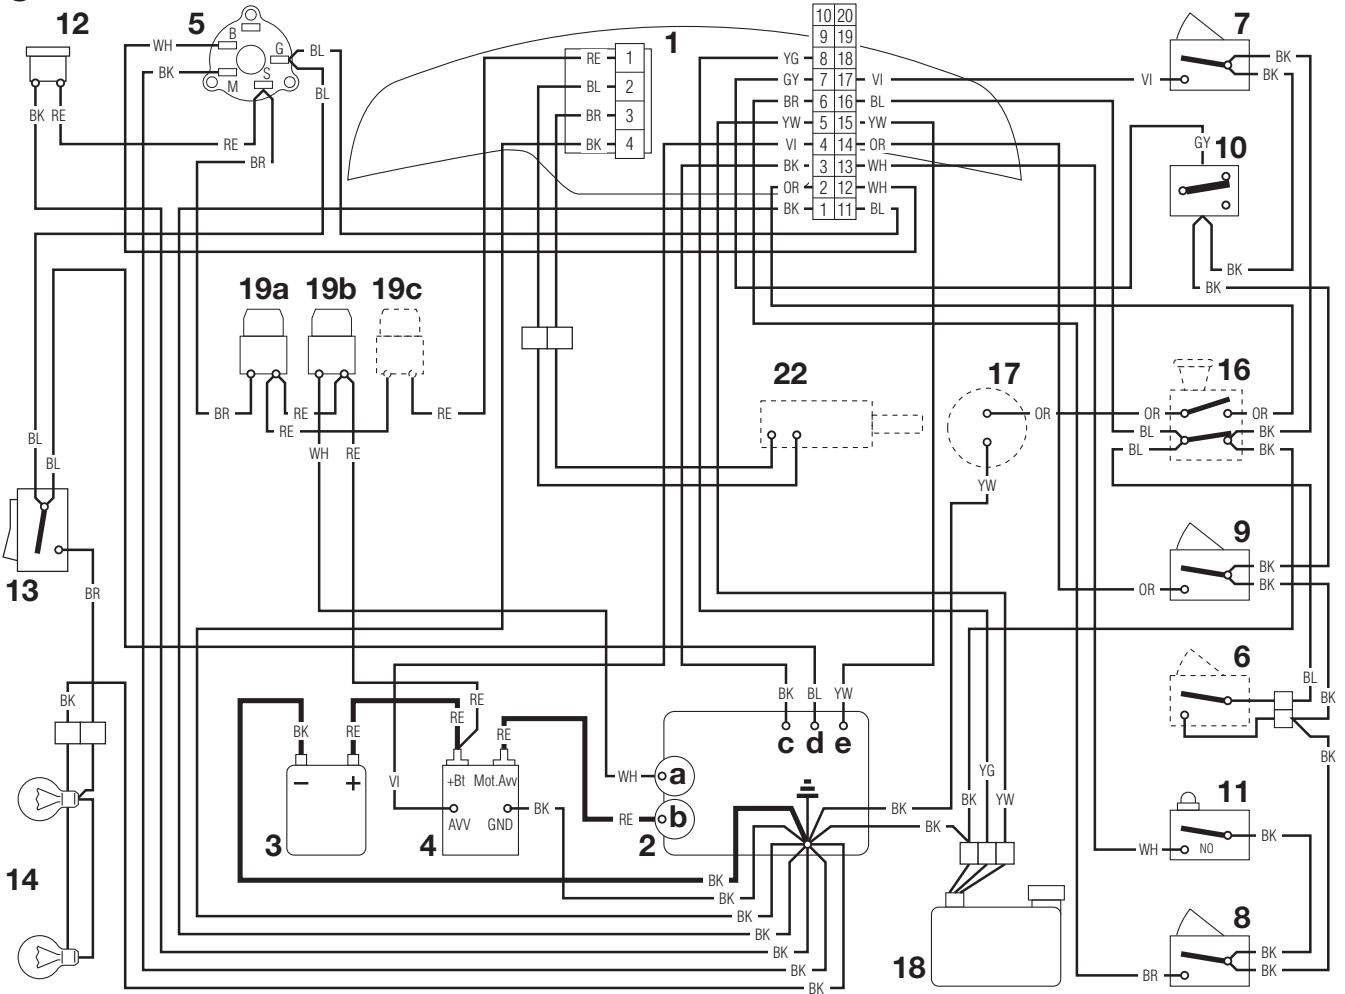 12
5
1
7
10
16
9
6
11
8
17
22
19a 19b 19c
13
14
3
4
2
18
B
G
S
M
WH
BK
BL
BL
BK RE
RE
BR
RE 1
BL 2
BR 3
BK 4
10 20
9 19
YG 8 18
GY 7 17 VI
BR 6 16 BL
YW 5 15 YW
VI 4 14 OR
BK 3 13 WH
OR 2 12 WH
BK 1 11 BL
VI
BK
BK
GY
BK
BK
BR RE RE
RE
WH RE
BL
BL
OR OR OR
BL BK
BL BK
YW
BK
OR BK
BR
BK
BL
BK
BK
BK RE RE RE
RE
− +
VI
+Bt Mot.Avv
AVV GND
BK
BK BL YW
c d e
WH a
RE b
BK
BK
BK YG YW
WH NO BK
BR BK
BK
BK
BK
BK
BK
BK
BK
BK